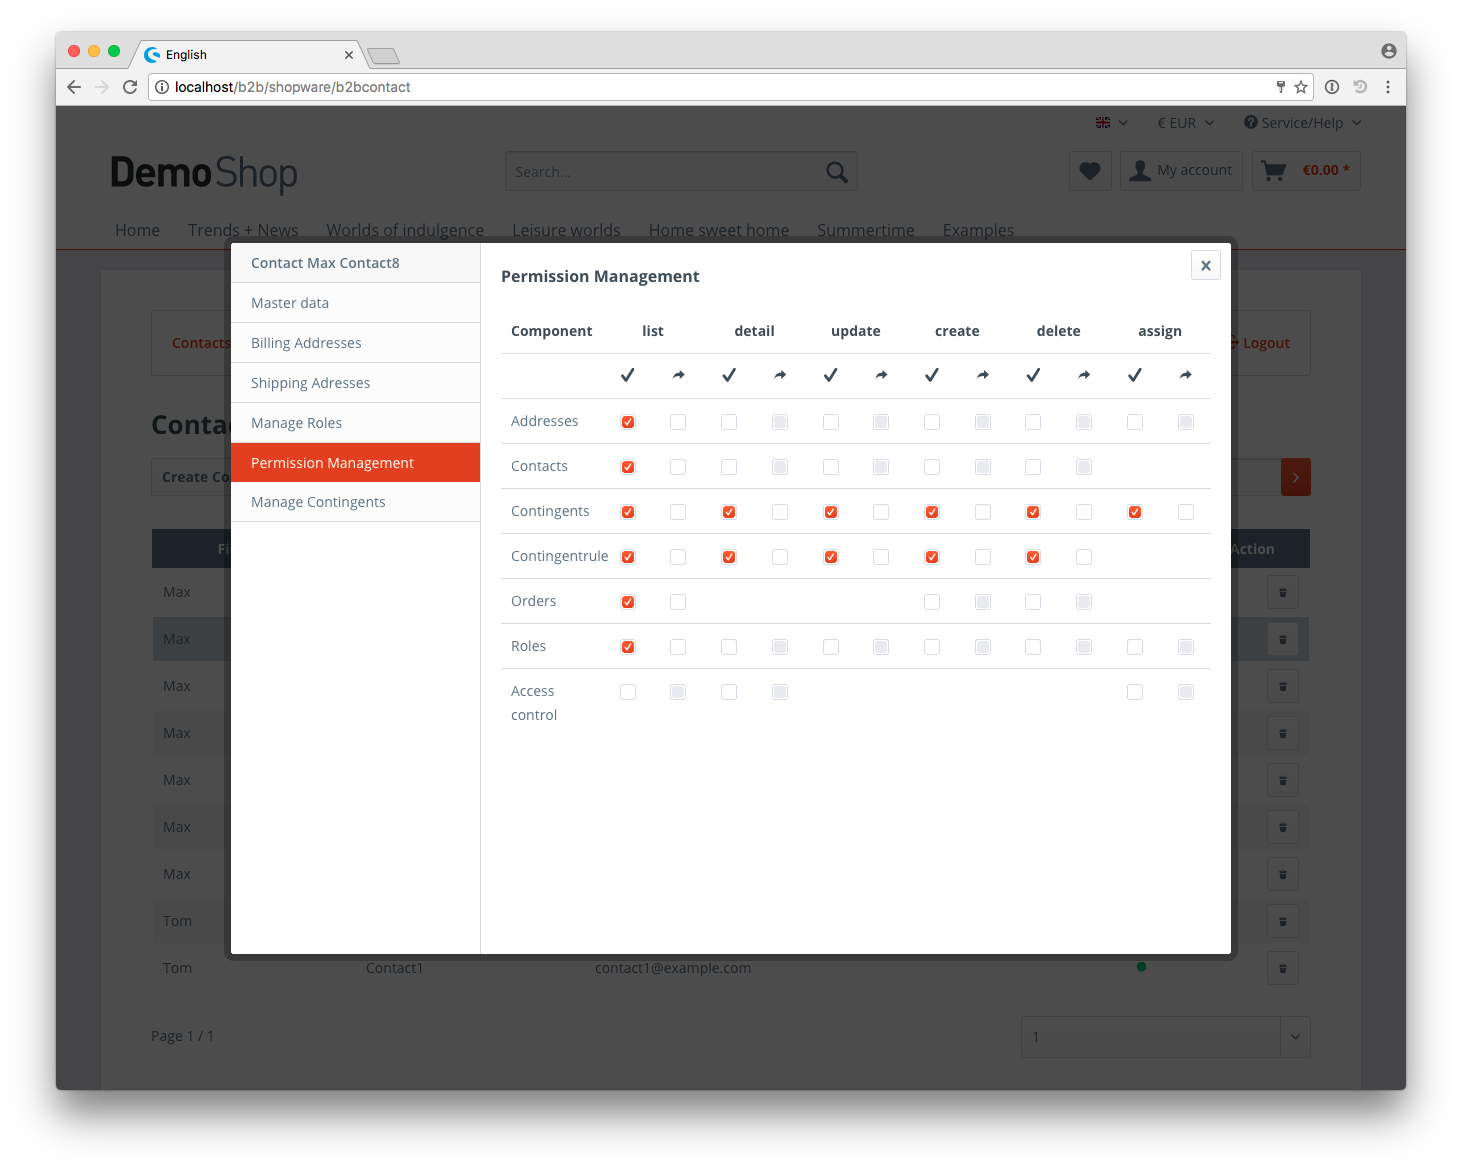 English
localhost/b2b/shopware/b2bcontact
€ EUR
Service/Help
DemoShop
Search...
My account
€0.00 *
Home Trends + News Worlds of indulgence Leisure worlds Home sweet home Summertime Examples
Contacts
Logout
Conta
Create Co
Fi
Action
Max
Max
Max
Max
Max
Max
Max
Tom
Tom Contact1 contact1@example.com
Page 1 / 1
1
Contact Max Contact8
Master data
Billing Addresses
Shipping Adresses
Manage Roles
Permission Management
Manage Contingents
Permission Management
Component list detail update create delete assign
Addresses
Contacts
Contingents
Contingentrule
Orders
Roles
Access
control